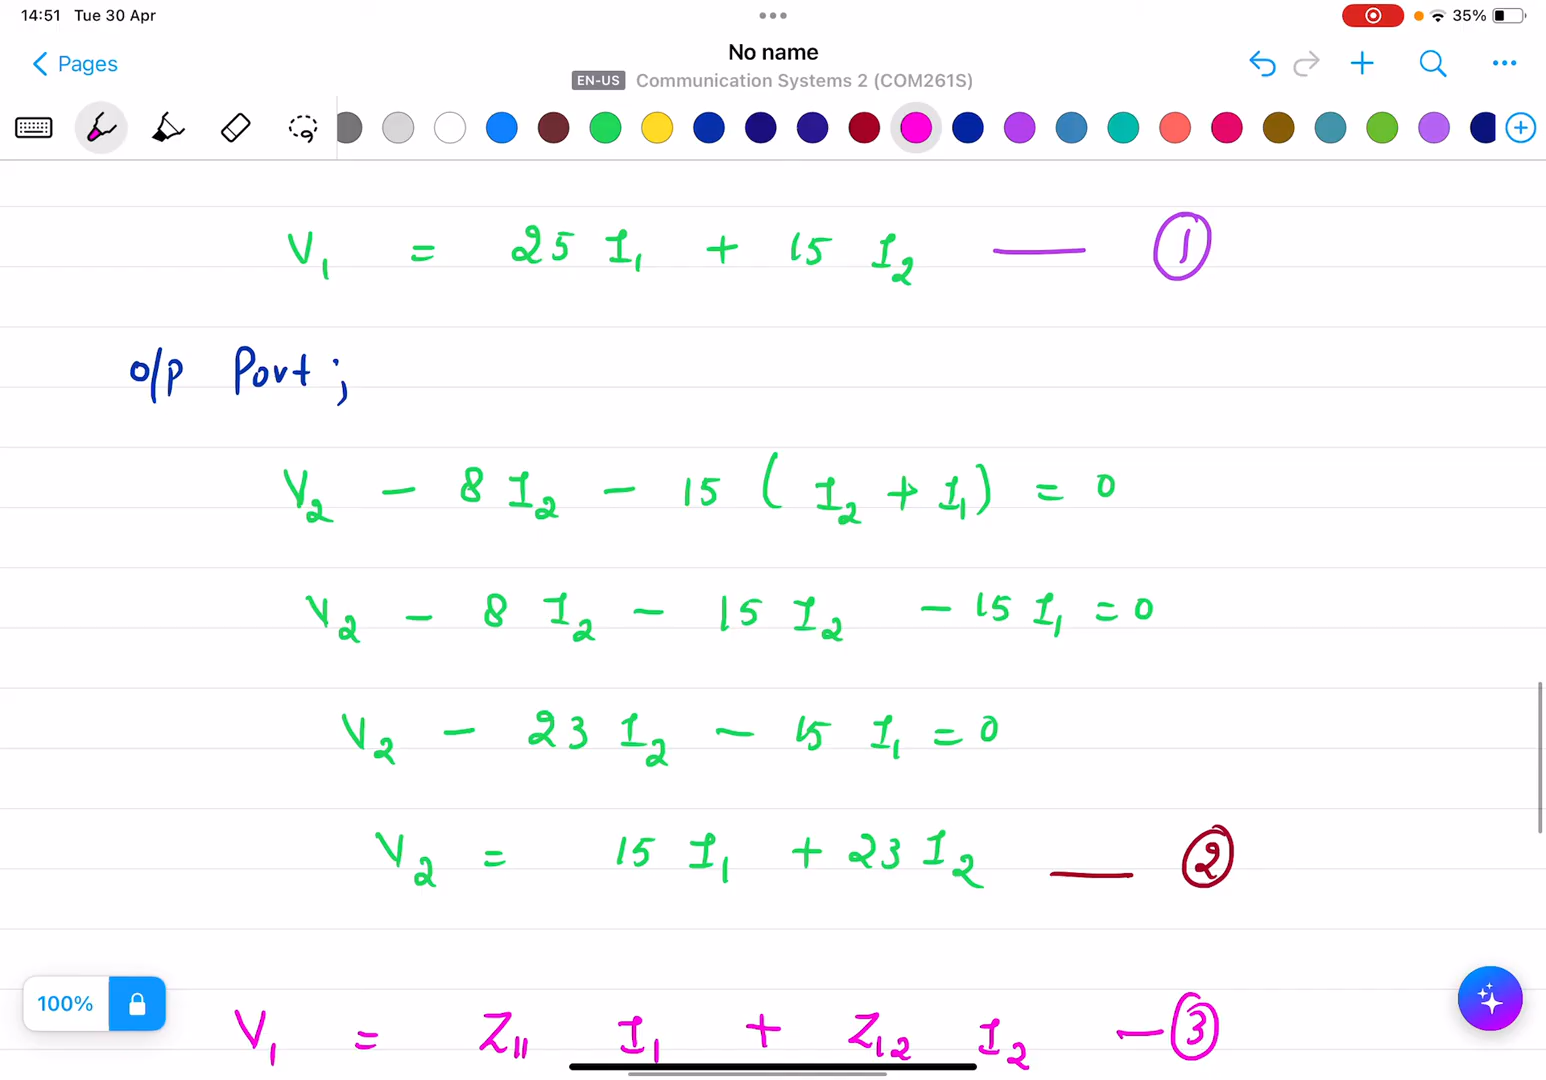 14:51 Tue 30 Apr 35%
Pages
No name
EN-US Communication Systems 2 (COM261S)
V₁ = 25 I₁ + 15 I₂ — ①
o/p Port ;
V₂ - 8 I₂ - 15 ( I₂ + I₁) = 0
V₂ - 8 I₂ - 15 I₂ - 15 I₁ = 0
V₂ - 23 I₂ - 15 I₁ = 0
V₂ = 15 I₁ + 23 I₂ — ②
100%
V₁ = Z₁₁ I₁ + Z₁₂ I₂ — ③